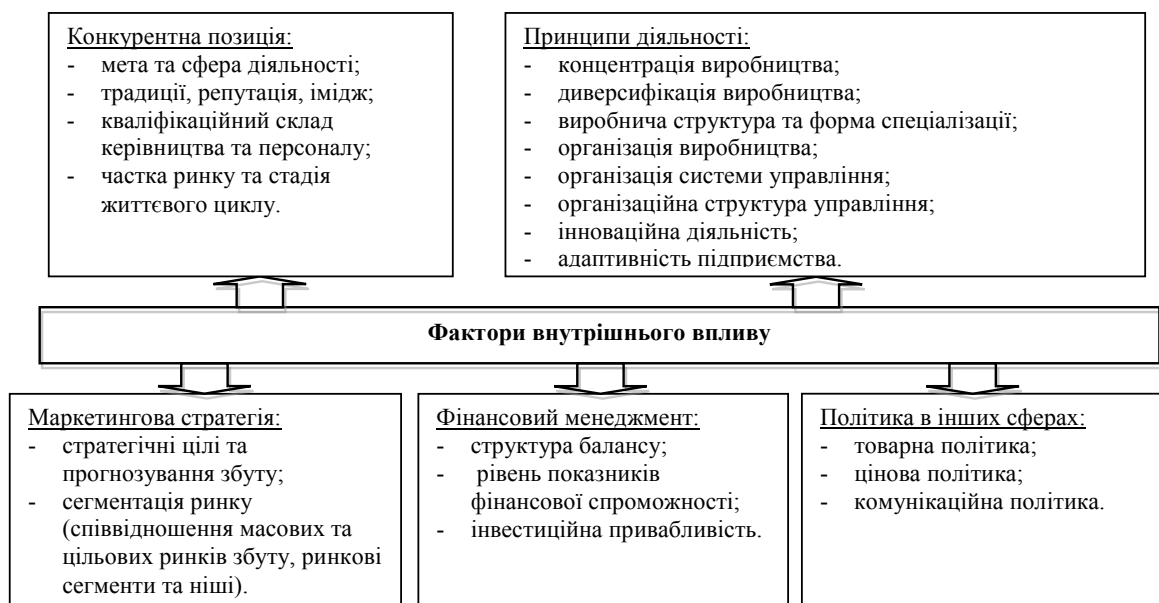 Конкурентна позиція:
- мета та сфера діяльності;
- традиції, репутація, імідж;
- кваліфікаційний склад
керівництва та персоналу;
- частка ринку та стадія
життєвого циклу.
Принципи діяльності:
- концентрація виробництва;
- диверсифікація виробництва;
- виробнича структура та форма спеціалізації;
- організація виробництва;
- організація системи управління;
- організаційна структура управління;
- інноваційна діяльність;
- адаптивність підприємства.
Фактори внутрішнього впливу
Маркетингова стратегія:
- стратегічні цілі та
прогнозування збуту;
- сегментація ринку
(співвідношення масових та
цільових ринків збуту, ринкові
сегменти та ніші).
Фінансовий менеджмент:
- структура балансу;
- рівень показників
фінансової спроможності;
- інвестиційна привабливість.
Політика в інших сферах:
- товарна політика;
- цінова політика;
- комунікаційна політика.